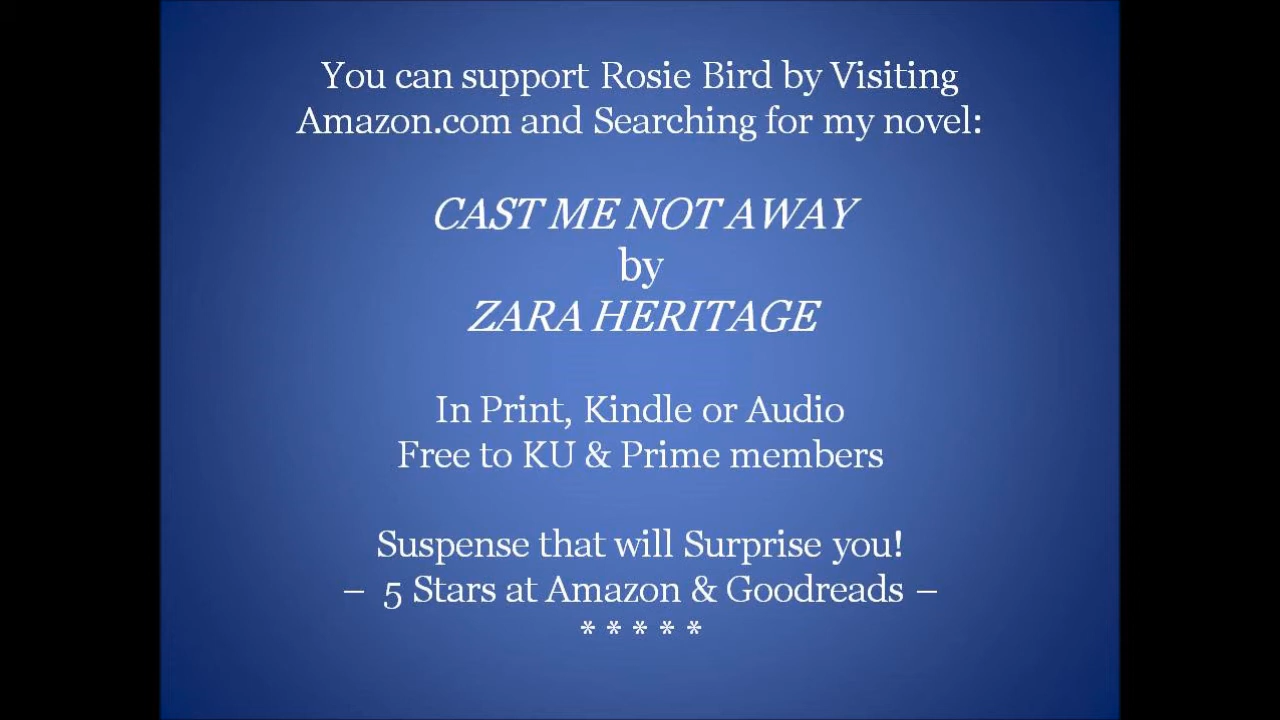 You can support Rosie Bird by Visiting
Amazon.com and Searching for my novel:
CAST ME NOT AWAY
by
ZARA HERITAGE
In Print, Kindle or Audio
Free to KU & Prime members
Suspense that will Surprise you!
– 5 Stars at Amazon & Goodreads –
* * * * *